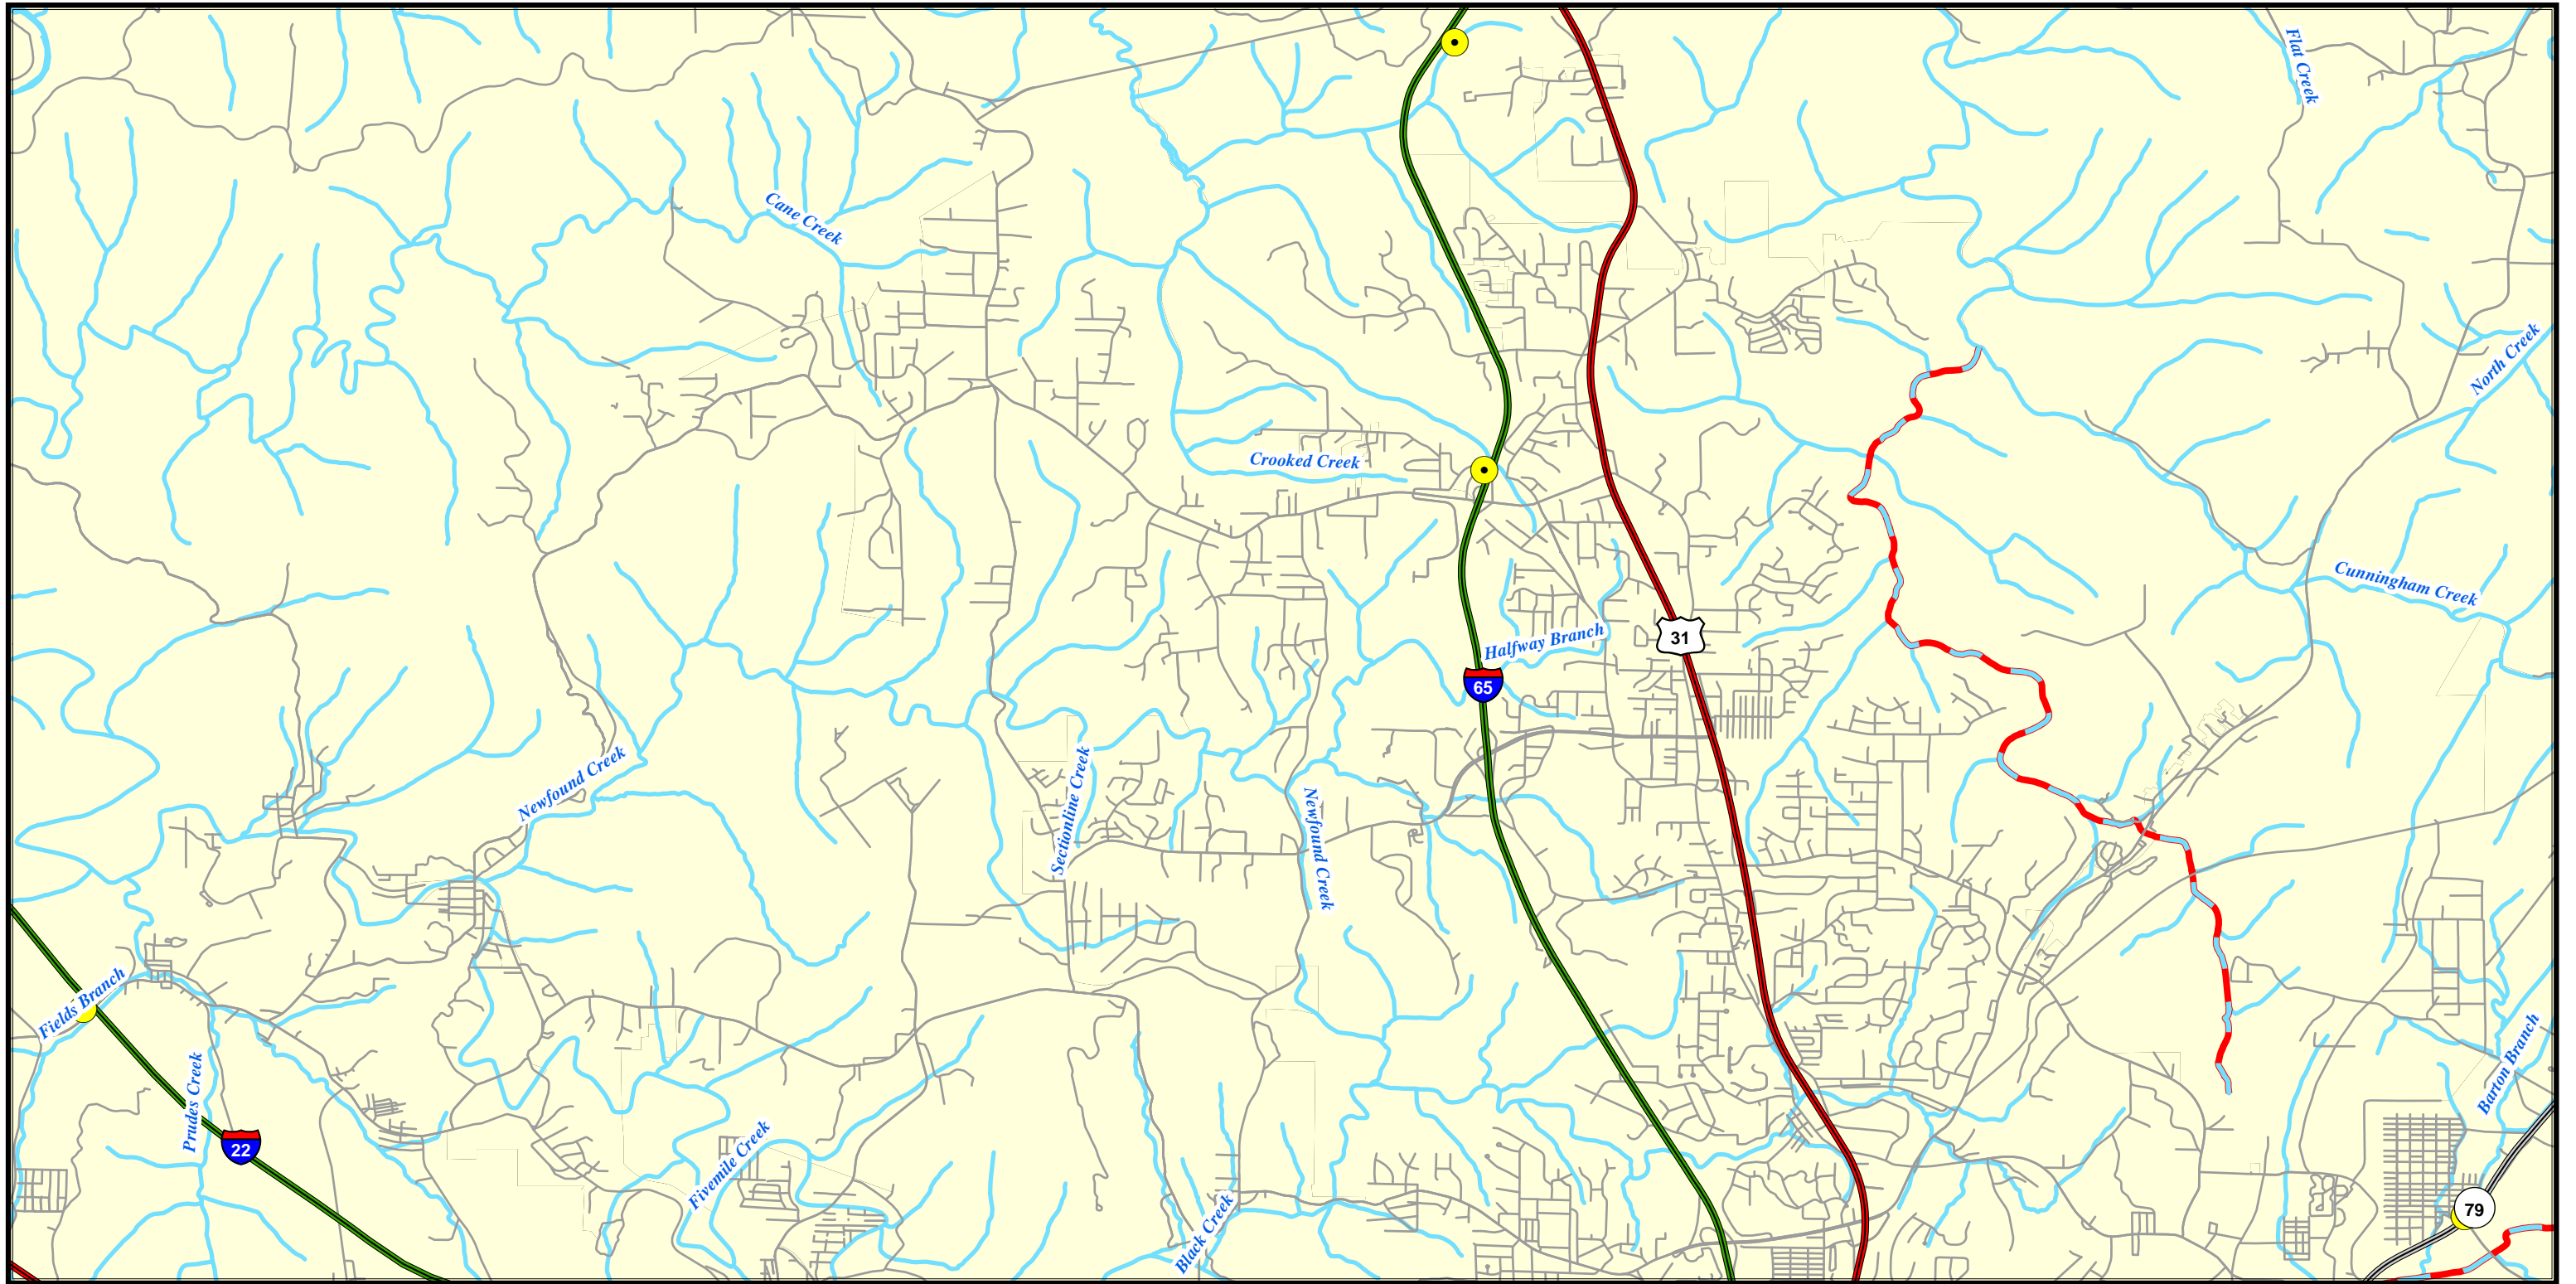 Flat Creek
Cane Creek
North Creek
Crooked Creek
Cunningham Creek
31
Halfway Branch
65
Newfound Creek
Sectionline Creek
Newfound Creek
Fields Branch
Prudes Creek
Barton Branch
22
Fivemile Creek
Black Creek
79